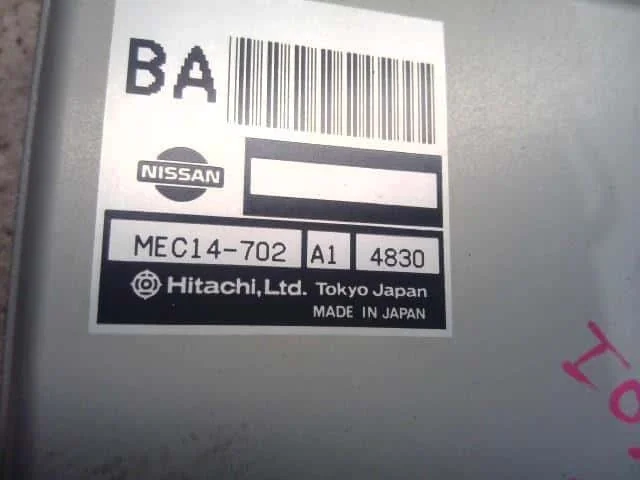 BA
NISSAN
MEC14-702 A1 4830
Hitachi, Ltd. Tokyo Japan
MADE IN JAPAN